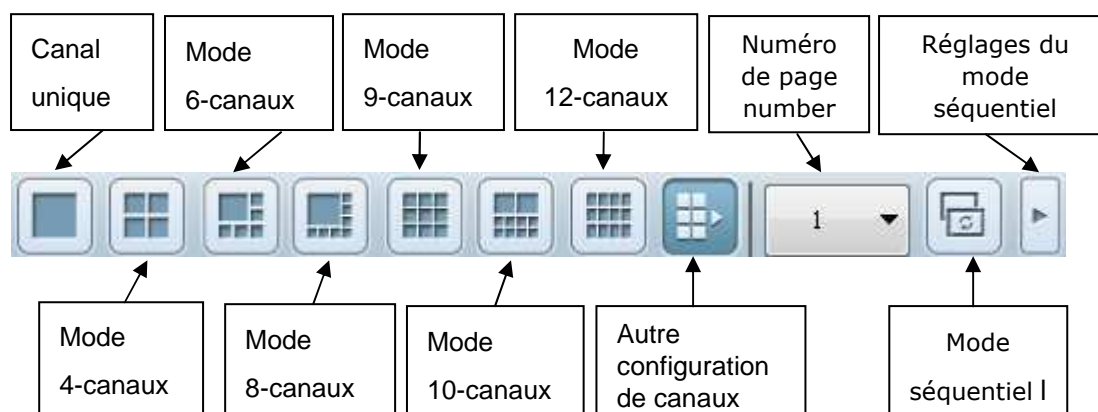 Canal
unique
Mode
6-canaux
Mode
9-canaux
Mode
12-canaux
Numéro
de page
number
Réglages du
mode
séquentiel
1
Mode
4-canaux
Mode
8-canaux
Mode
10-canaux
Autre
configuration
de canaux
Mode
séquentiel l